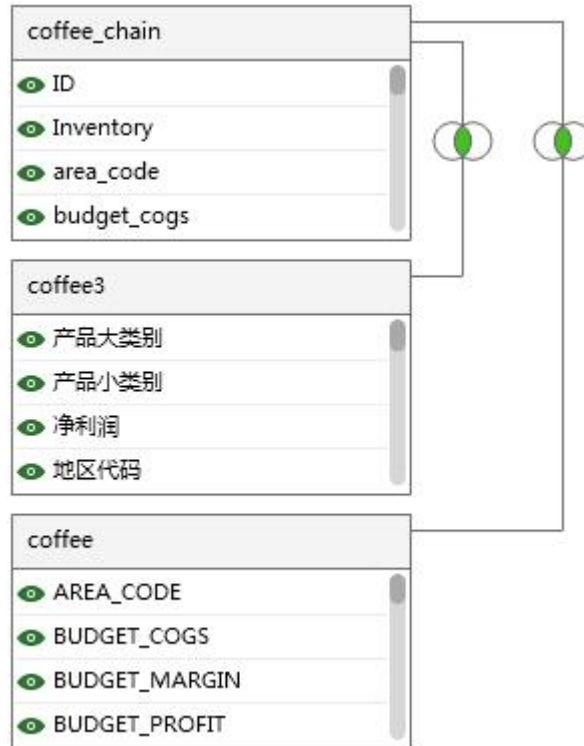 coffee_chain
ID
Inventory
area_code
budget_cogs
coffee3
产品大类别
产品小类别
净利润
地区代码
coffee
AREA_CODE
BUDGET_COGS
BUDGET_MARGIN
BUDGET_PROFIT